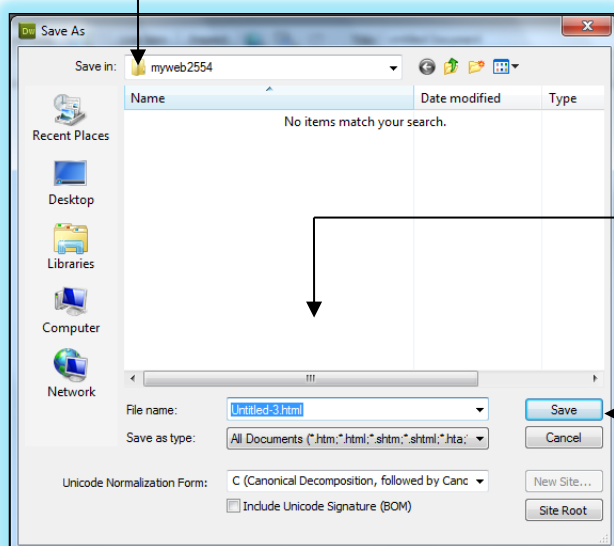 Dw Save As
Save in: myweb2554
Name Date modified Type
No items match your search.
Recent Places
Desktop
Libraries
Computer
Network
File name: Untitled-3.html Save
Save as type: All Documents (*.htm;*.html;*.shtm;*.shtml;*.hta;* Cancel
Unicode Normalization Form: C (Canonical Decomposition, followed by Canc New Site...
Include Unicode Signature (BOM) Site Root